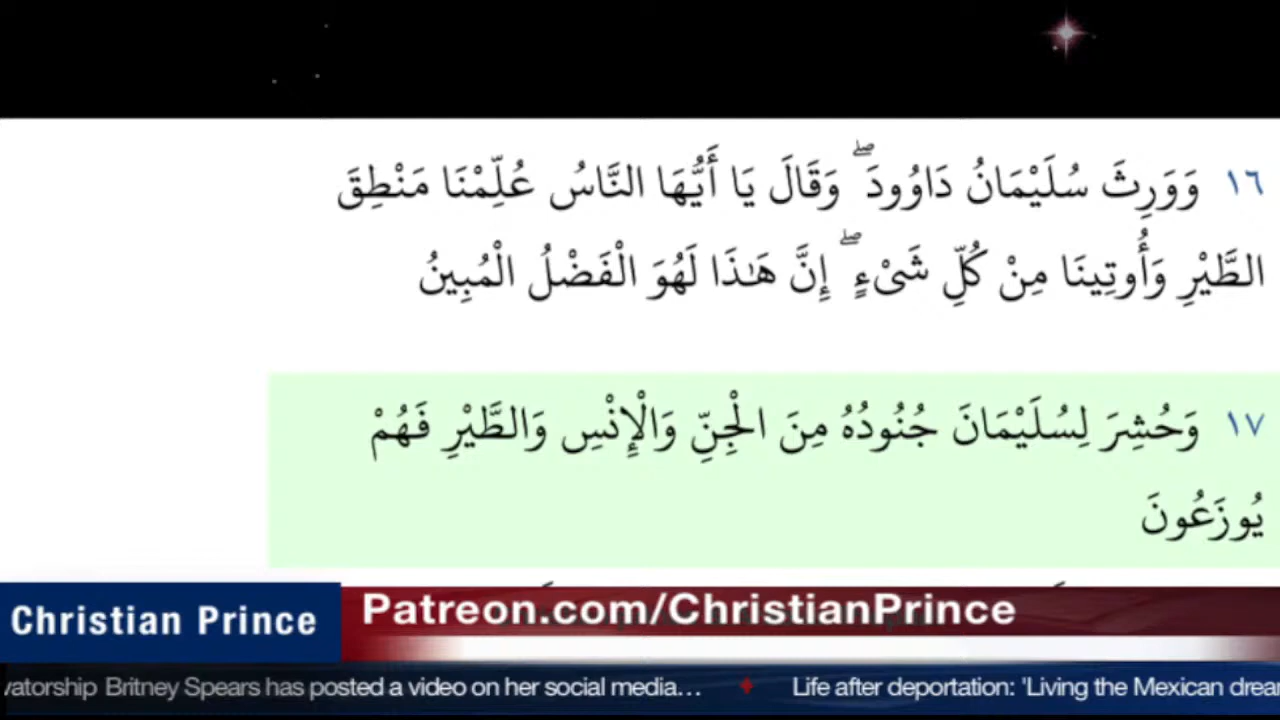 ١٦ وَوَرِثَ سُلَيْمَانُ دَاوُودَ ۖ وَقَالَ يَا أَيُّهَا النَّاسُ عُلِّمْنَا مَنْطِقَ
الطَّيْرِ وَأُوتِينَا مِنْ كُلِّ شَيْءٍ ۖ إِنَّ هَٰذَا لَهُوَ الْفَضْلُ الْمُبِينُ
١٧ وَحُشِرَ لِسُلَيْمَانَ جُنُودُهُ مِنَ الْجِنِّ وَالْإِنْسِ وَالطَّيْرِ فَهُمْ
يُوزَعُونَ
Christian Prince
Patreon.com/ChristianPrince
vatorship Britney Spears has posted a video on her social media… ♦ Life after deportation: 'Living the Mexican drear